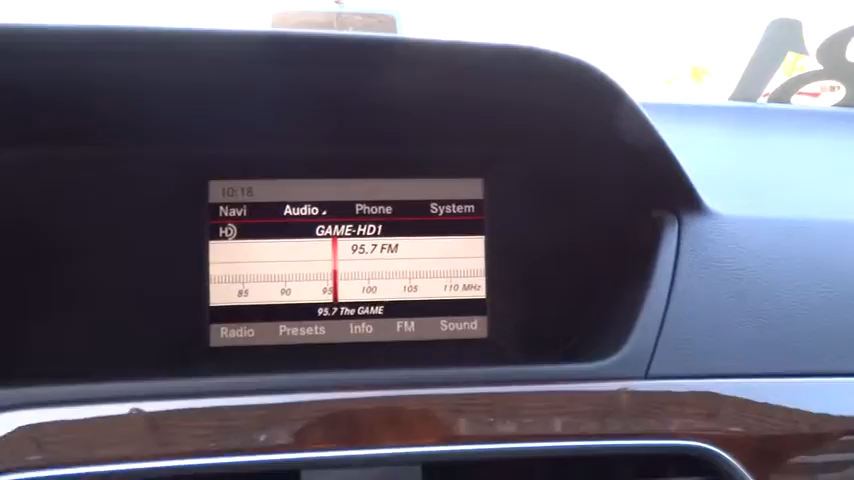 10:18
Navi Audio Phone System
HD GAME-HD1
95.7 FM
85 90 95 100 105 110 MHz
95.7 The GAME
Radio Presets Info FM Sound